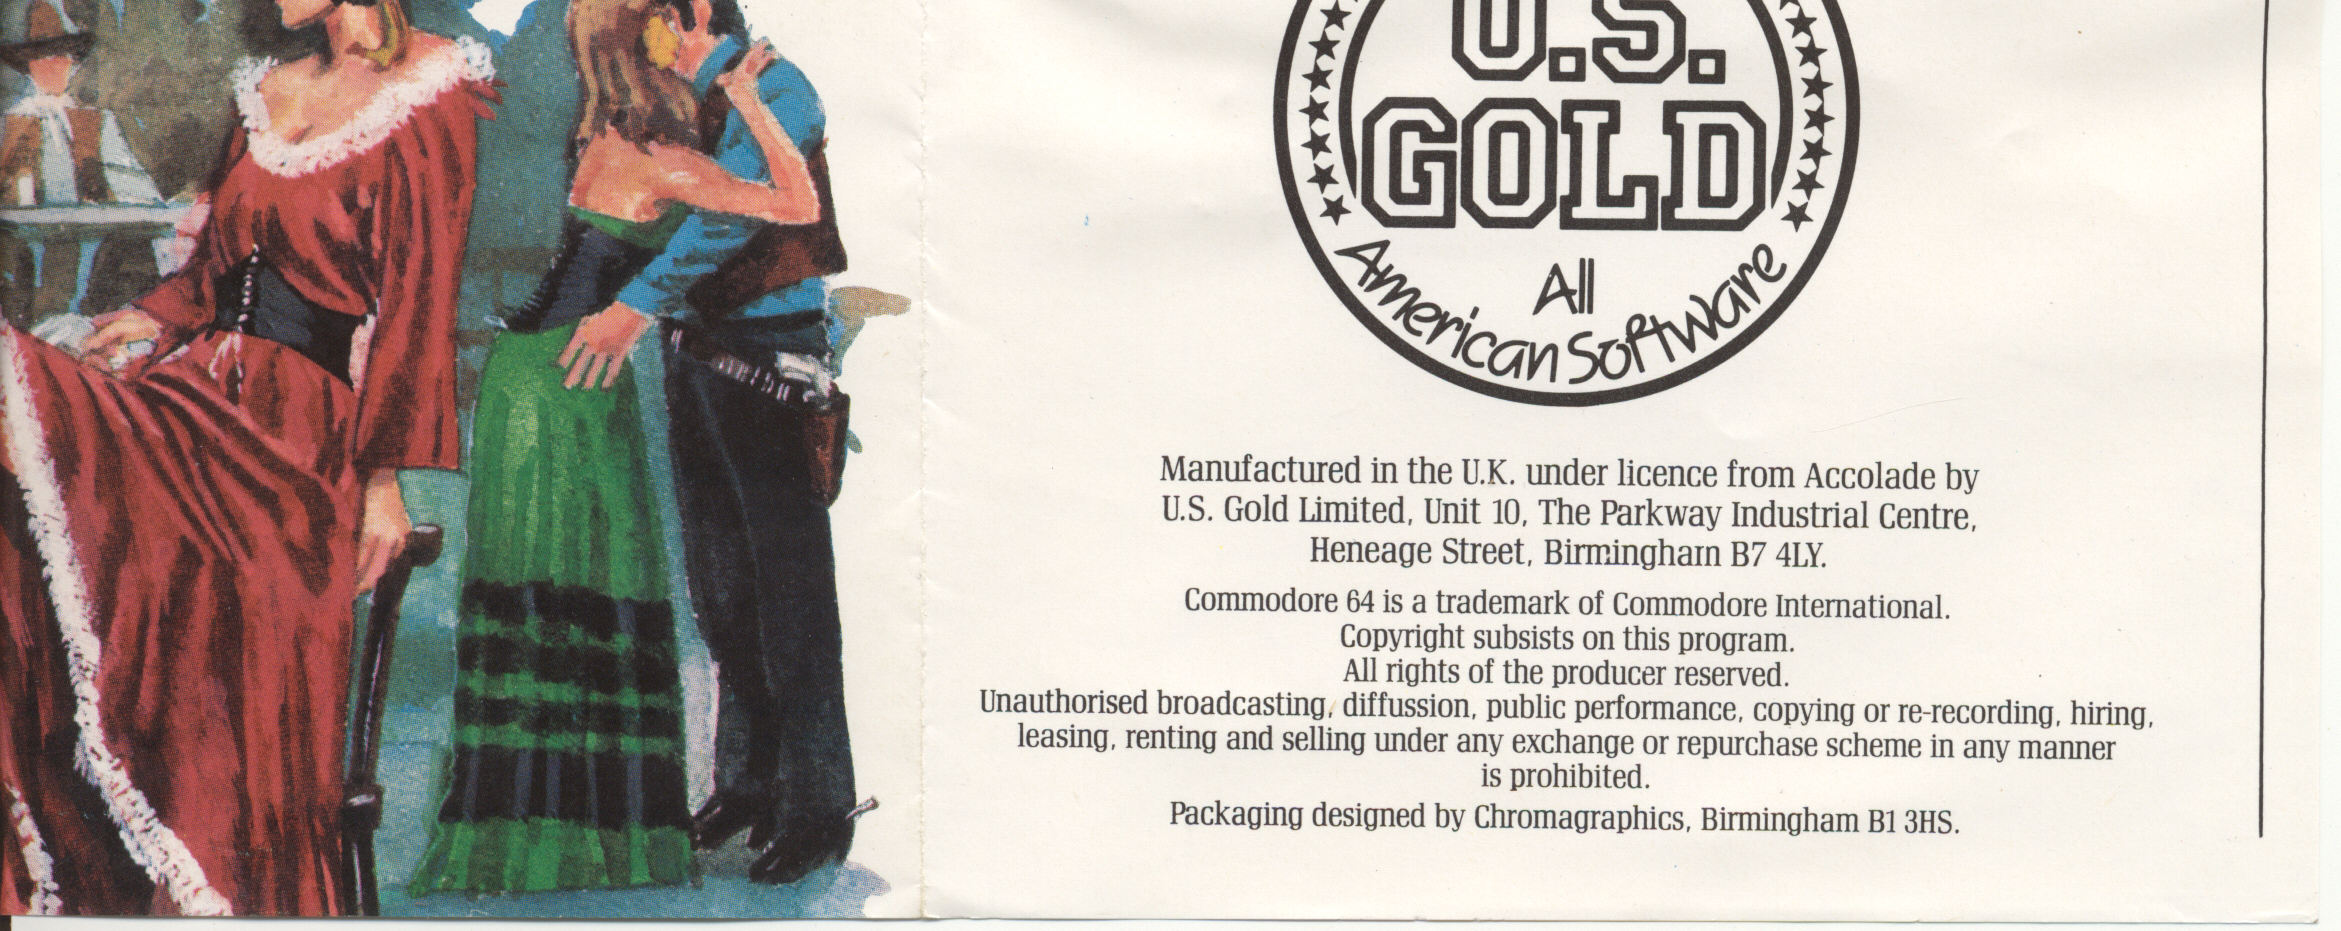 U.S.
GOLD
All
American Software
Manufactured in the U.K. under licence from Accolade by
U.S. Gold Limited, Unit 10, The Parkway Industrial Centre,
Heneage Street, Birmingham B7 4LY.
Commodore 64 is a trademark of Commodore International.
Copyright subsists on this program.
All rights of the producer reserved.
Unauthorised broadcasting, diffussion, public performance, copying or re-recording, hiring,
leasing, renting and selling under any exchange or repurchase scheme in any manner
is prohibited.
Packaging designed by Chromagraphics, Birmingham B1 3HS.